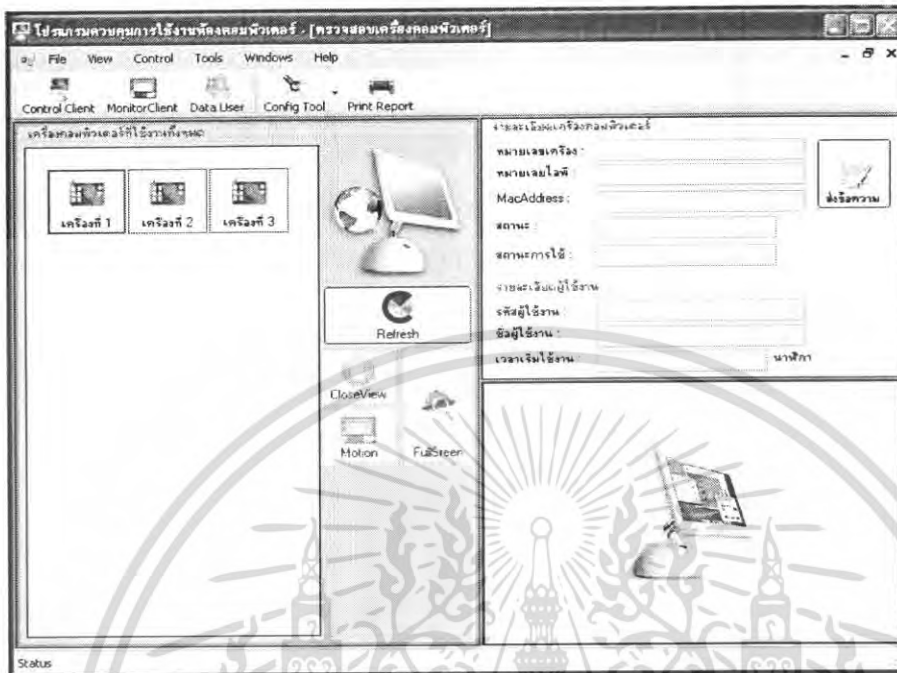 โปรแกรมควบคุมการใช้งานห้องคอมพิวเตอร์ - [ตรวจสอบเครื่องคอมพิวเตอร์]
File View Control Tools Windows Help
Control Client MonitorClient Data User Config Tool Print Report
เครื่องคอมพิวเตอร์ที่ใช้งานทั้งหมด
เครื่องที่ 1 เครื่องที่ 2 เครื่องที่ 3
Refresh
CloseView
Motion FullSreen
รายละเอียดเครื่องคอมพิวเตอร์
หมายเลขเครื่อง :
หมายเลขไอพี :
MacAddress :
สถานะ :
สถานะการใช้ :
ส่งข้อความ
รายละเอียดผู้ใช้งาน
รหัสผู้ใช้งาน :
ชื่อผู้ใช้งาน :
เวลาเริ่มใช้งาน : นาฬิกา
Status